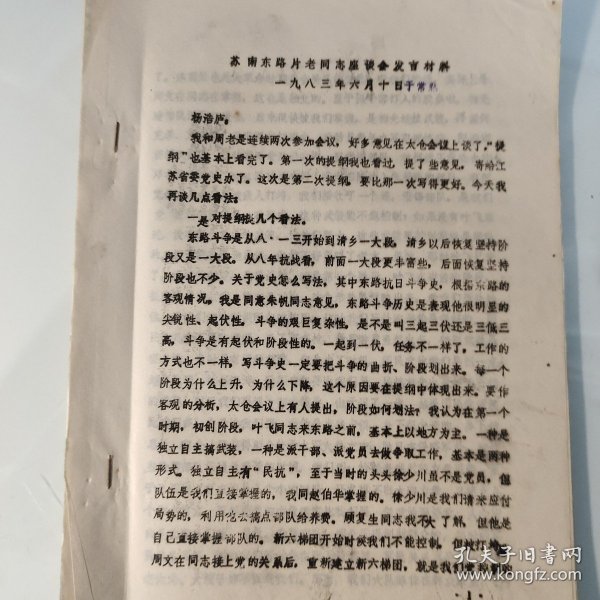 苏南东路片老同志座谈会发言材料
一九八三年六月十日于常熟
杨浩庐：
我和周老是连续两次参加会议，好多意见在太仓会议上谈了，“提
纲”也基本上看完了。第一次的提纲我也看过，提了些意见，寄给江
苏省委党史办了。这次是第二次提纲，要比那一次写得更好。今天我
再谈几点看法：
一是对提纲谈几个看法。
东路斗争是从八·一三开始到清乡一大段，清乡以后恢复坚持阶
段又是一大段。从八年抗战看，前面一大段更丰富些，后面恢复坚持
阶段也不少。关于党史怎么写法，其中东路抗日斗争史，根据东路的
客观情况。我是同意朱帆同志意见，东路斗争历史是表现他很明显的
尖锐性、起伏性，斗争的艰巨复杂性，是不是叫三起三伏还是三低三
高，斗争是有起伏和阶段性的。一起到一伏，任务不一样了，工作的
方式也不一样，写斗争史一定要把斗争的曲折、阶段划出来。每一个
阶段为什么上升，为什么下降，这个原因要在提纲中体现出来。要作
客观的分析，太仓会议上有人提出，阶段如何划法？我认为在第一个
时期，初创阶段，叶飞同志来东路之前，基本上以地方为主。一种是
独立自主搞武装，一种是派干部、派党员去做争取工作，基本是两种
形式。独立自主有“民抗”，至于当时的头头徐少川虽不是党员，但
队伍是我们直接掌握的，我同赵伯华掌握的。徐少川是我们请来应付
局势的，利用他去搞点部队给养费。顾复生同志我不大了解，但他是
自己直接掌握部队的。新六梯团开始时候我们不能控制，但被打垮
周文在同志接上党的关系后，重新建立新六梯团，就是我们
孔夫子旧书网
www.kongfz.com